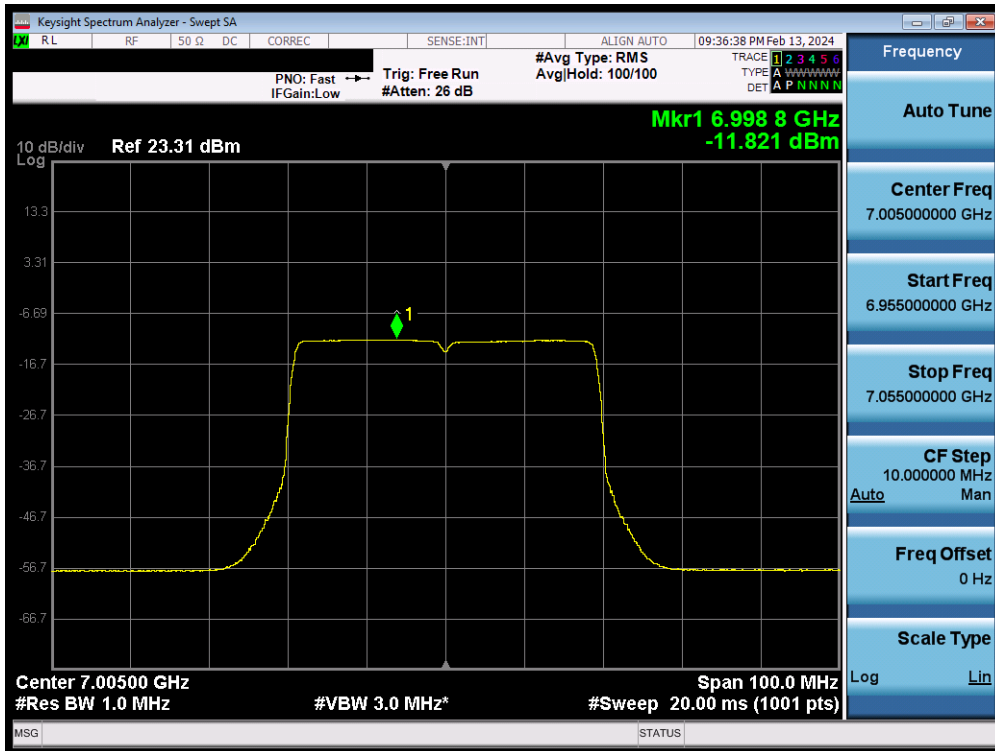 Keysight Spectrum Analyzer - Swept SA
LXI RL RF 50 Ω DC CORREC SENSE:INT ALIGN AUTO 09:36:38 PM Feb 13, 2024
PNO: Fast
IFGain:Low
Trig: Free Run
#Atten: 26 dB
#Avg Type: RMS
Avg|Hold: 100/100
TRACE 1 2 3 4 5 6
TYPE A WWWWW
DET A P N N N N
Mkr1 6.998 8 GHz
-11.821 dBm
10 dB/div Ref 23.31 dBm
Log
13.3
3.31
-6.69
-16.7
-26.7
-36.7
-46.7
-56.7
-66.7
1
Center 7.00500 GHz
Span 100.0 MHz
#Res BW 1.0 MHz
#VBW 3.0 MHz*
#Sweep 20.00 ms (1001 pts)
MSG
STATUS
Frequency
Auto Tune
Center Freq
7.005000000 GHz
Start Freq
6.955000000 GHz
Stop Freq
7.055000000 GHz
CF Step
10.000000 MHz
Auto Man
Freq Offset
0 Hz
Scale Type
Log Lin